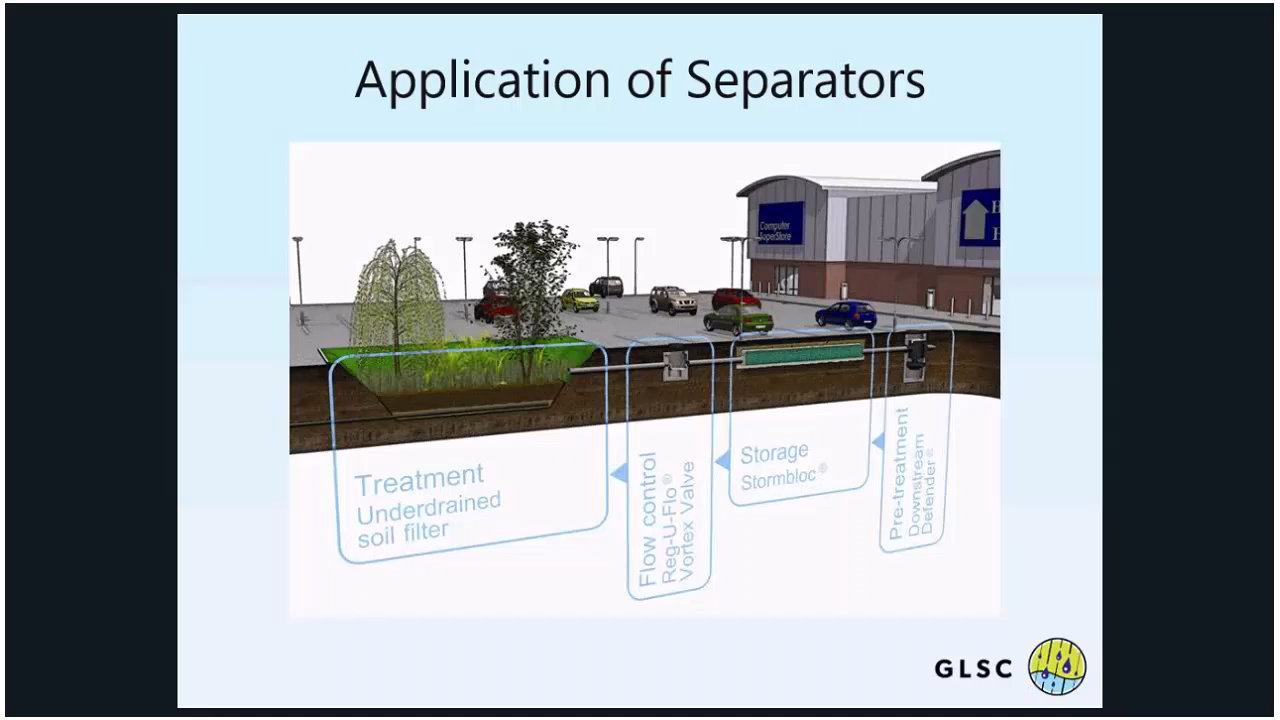 Application of Separators
Computer
SuperStore
B
H
Treatment
Underdrained
soil filter
Flow control
Reg-U-Flo®
Vortex Valve
Storage
Stormbloc®
Pre-treatment
Downstream
Defender®
GLSC